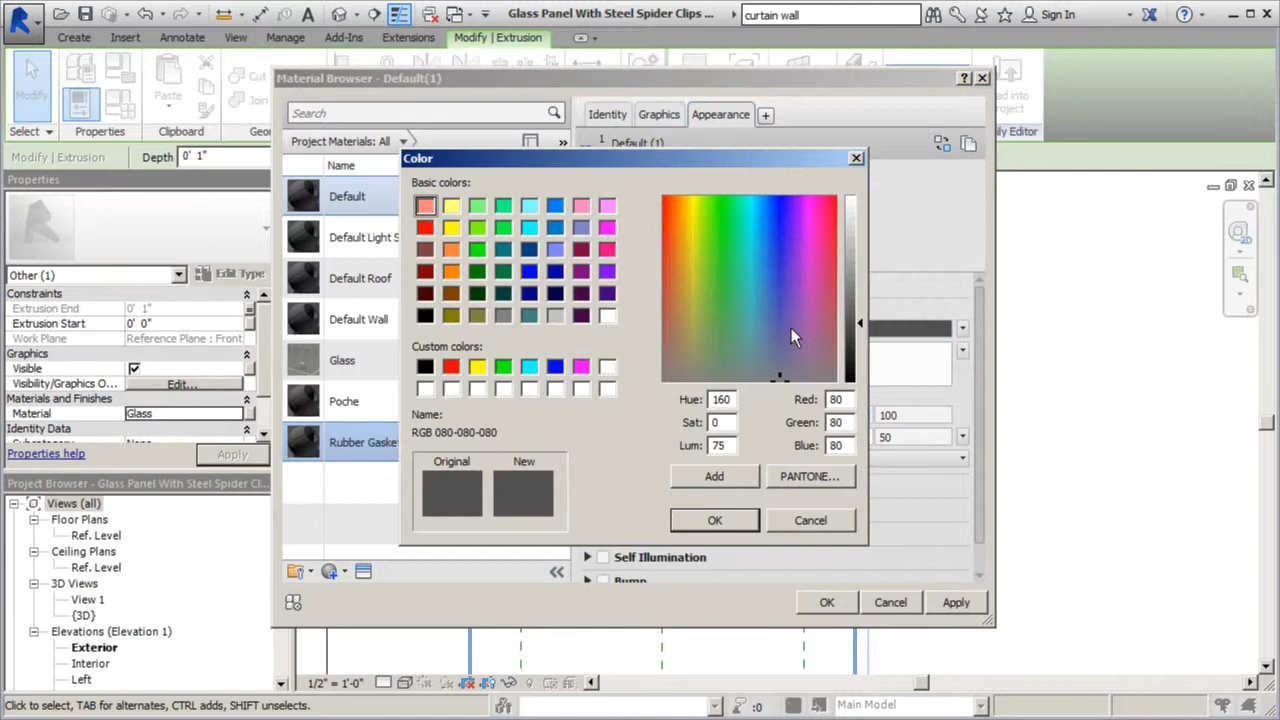 Glass Panel With Steel Spider Clips ...
curtain wall
Sign In
Create
Insert
Annotate
View
Manage
Add-Ins
Extensions
Modify | Extrusion
Modify
Paste
Cut
Join
Select
Properties
Clipboard
Modify | Extrusion
Depth
0' 1"
Properties
Other (1)
Edit Type
Constraints
Extrusion End
0' 1"
Extrusion Start
0' 0"
Work Plane
Reference Plane : Front
Graphics
Visible
Visibility/Graphics O...
Edit...
Materials and Finishes
Material
Glass
Identity Data
Properties help
Apply
Project Browser - Glass Panel With Steel Spider Clips ...
Views (all)
Floor Plans
Ref. Level
Ceiling Plans
Ref. Level
3D Views
View 1
{3D}
Elevations (Elevation 1)
Exterior
Interior
Left
Material Browser - Default(1)
Search
Project Materials: All
Name
Default
Default Light S
Default Roof
Default Wall
Glass
Poche
Rubber Gasket
Identity
Graphics
Appearance
1
Default (1)
100
50
Self Illumination
Bump
OK
Cancel
Apply
Color
Basic colors:
Custom colors:
Name:
RGB 080-080-080
Original
New
Hue: 160
Sat: 0
Lum: 75
Red: 80
Green: 80
Blue: 80
Add
PANTONE...
OK
Cancel
1/2" = 1'-0"
Click to select, TAB for alternates, CTRL adds, SHIFT unselects.
:0
Main Model